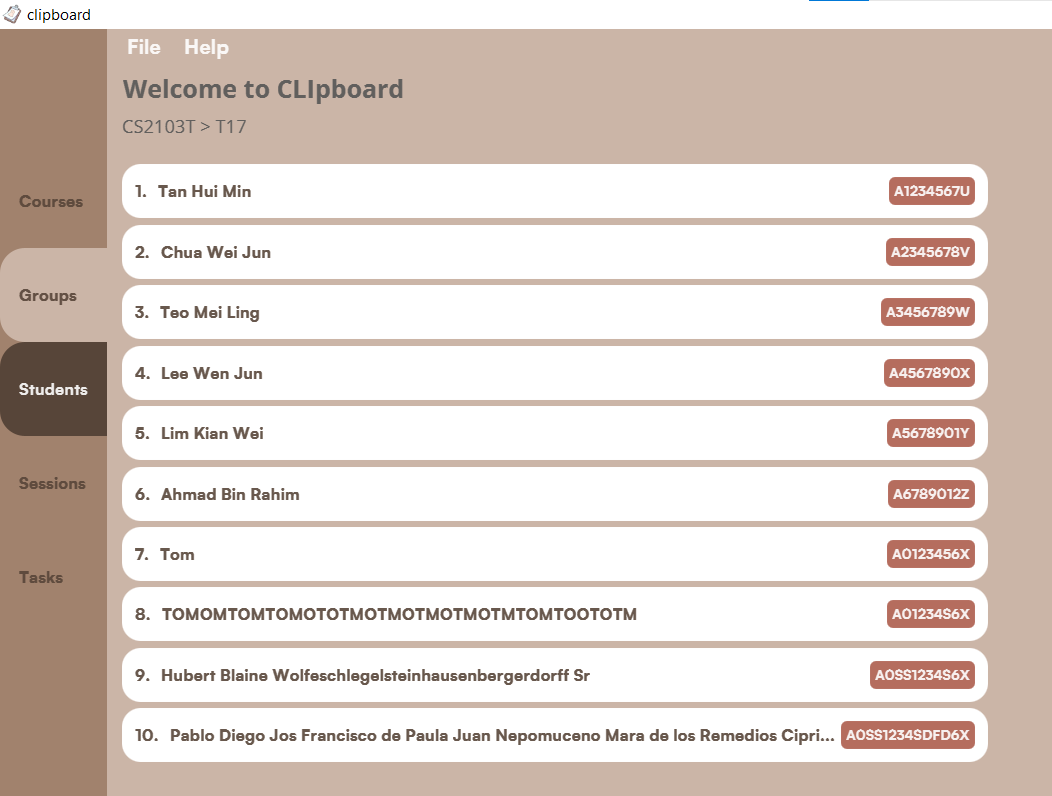 clipboard
File Help
Welcome to CLIpboard
CS2103T > T17
Courses
Groups
Students
Sessions
Tasks
1. Tan Hui Min A1234567U
2. Chua Wei Jun A2345678V
3. Teo Mei Ling A3456789W
4. Lee Wen Jun A4567890X
5. Lim Kian Wei A5678901Y
6. Ahmad Bin Rahim A6789012Z
7. Tom A0123456X
8. TOMOMTOMTOMOTOTMOTMOTMOTMOTMTOMTOOTOTM A01234S6X
9. Hubert Blaine Wolfeschlegelsteinhausenbergerdorff Sr A0SS1234S6X
10. Pablo Diego Jos Francisco de Paula Juan Nepomuceno Mara de los Remedios Cipri... A0SS1234SDFD6X